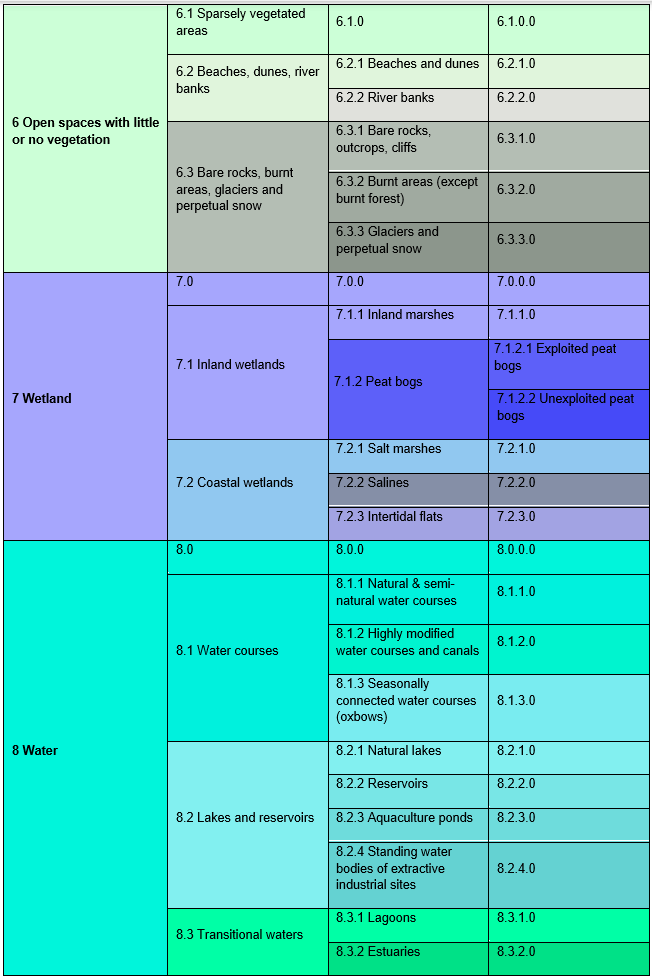 6 Open spaces with little
or no vegetation
6.1 Sparsely vegetated
areas
6.1.0
6.1.0.0
6.2 Beaches, dunes, river
banks
6.2.1 Beaches and dunes
6.2.1.0
6.2.2 River banks
6.2.2.0
6.3 Bare rocks, burnt
areas, glaciers and
perpetual snow
6.3.1 Bare rocks,
outcrops, cliffs
6.3.1.0
6.3.2 Burnt areas (except
burnt forest)
6.3.2.0
6.3.3 Glaciers and
perpetual snow
6.3.3.0
7 Wetland
7.0
7.0.0
7.0.0.0
7.1 Inland wetlands
7.1.1 Inland marshes
7.1.1.0
7.1.2 Peat bogs
7.1.2.1 Exploited peat
bogs
7.1.2.2 Unexploited peat
bogs
7.2 Coastal wetlands
7.2.1 Salt marshes
7.2.1.0
7.2.2 Salines
7.2.2.0
7.2.3 Intertidal flats
7.2.3.0
8 Water
8.0
8.0.0
8.0.0.0
8.1 Water courses
8.1.1 Natural & semi-
natural water courses
8.1.1.0
8.1.2 Highly modified
water courses and canals
8.1.2.0
8.1.3 Seasonally
connected water courses
(oxbows)
8.1.3.0
8.2 Lakes and reservoirs
8.2.1 Natural lakes
8.2.1.0
8.2.2 Reservoirs
8.2.2.0
8.2.3 Aquaculture ponds
8.2.3.0
8.2.4 Standing water
bodies of extractive
industrial sites
8.2.4.0
8.3 Transitional waters
8.3.1 Lagoons
8.3.1.0
8.3.2 Estuaries
8.3.2.0